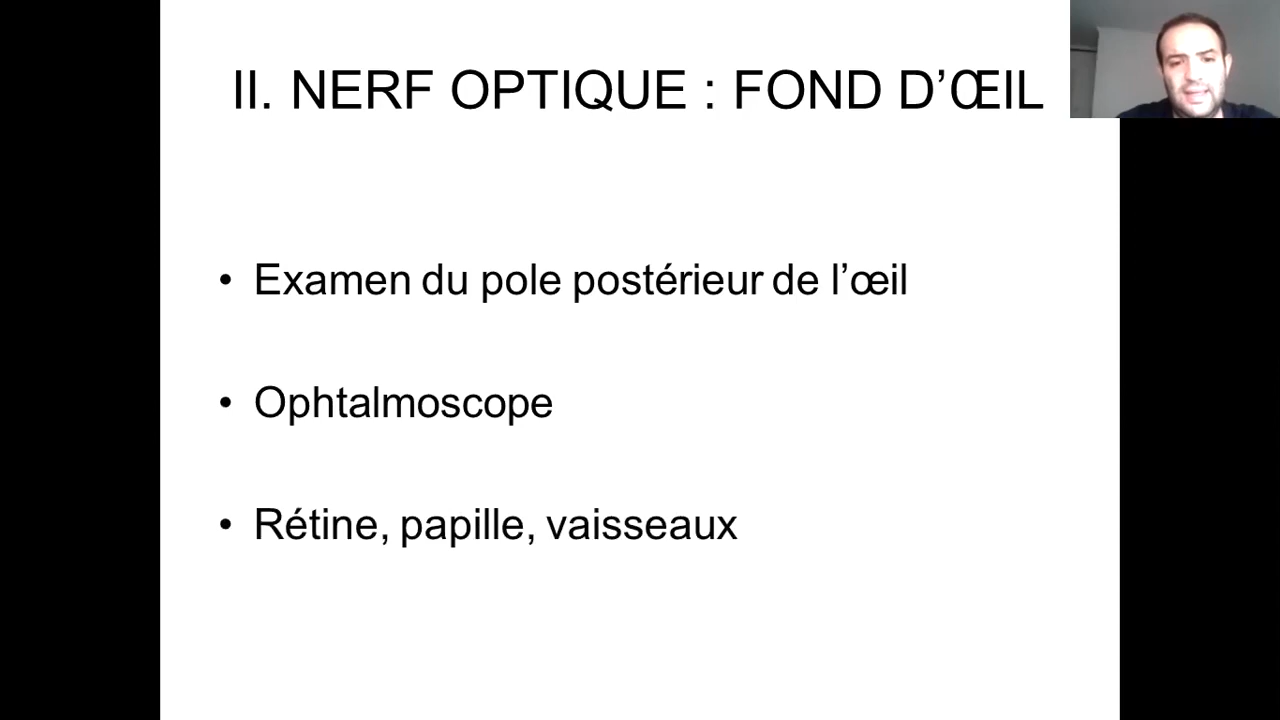 II. NERF OPTIQUE : FOND D’ŒIL
• Examen du pole postérieur de l’œil
• Ophtalmoscope
• Rétine, papille, vaisseaux